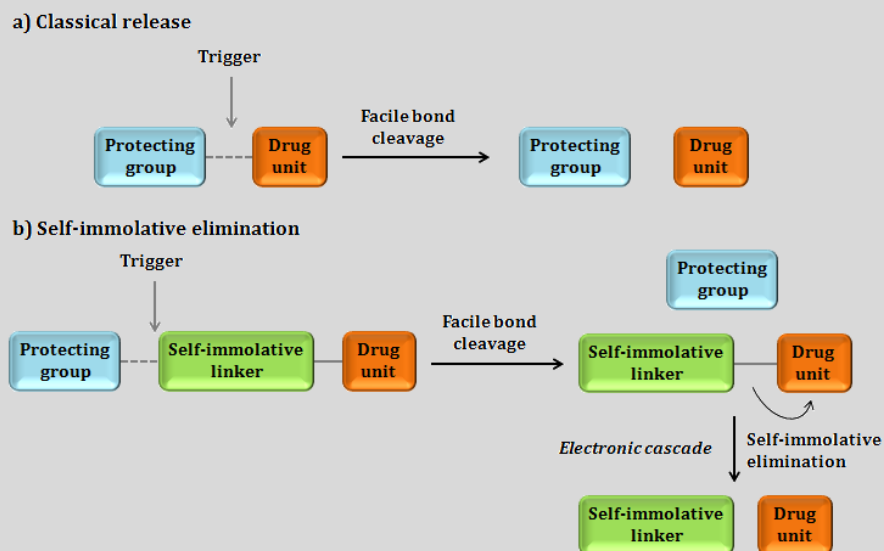 a) Classical release
Trigger
Facile bond
cleavage
Protecting
group
Drug
unit
Protecting
group
Drug
unit
b) Self-immolative elimination
Trigger
Protecting
group
Protecting
group
Self-immolative
linker
Drug
unit
Facile bond
cleavage
Self-immolative
linker
Drug
unit
Electronic cascade
Self-immolative
elimination
Self-immolative
linker
Drug
unit